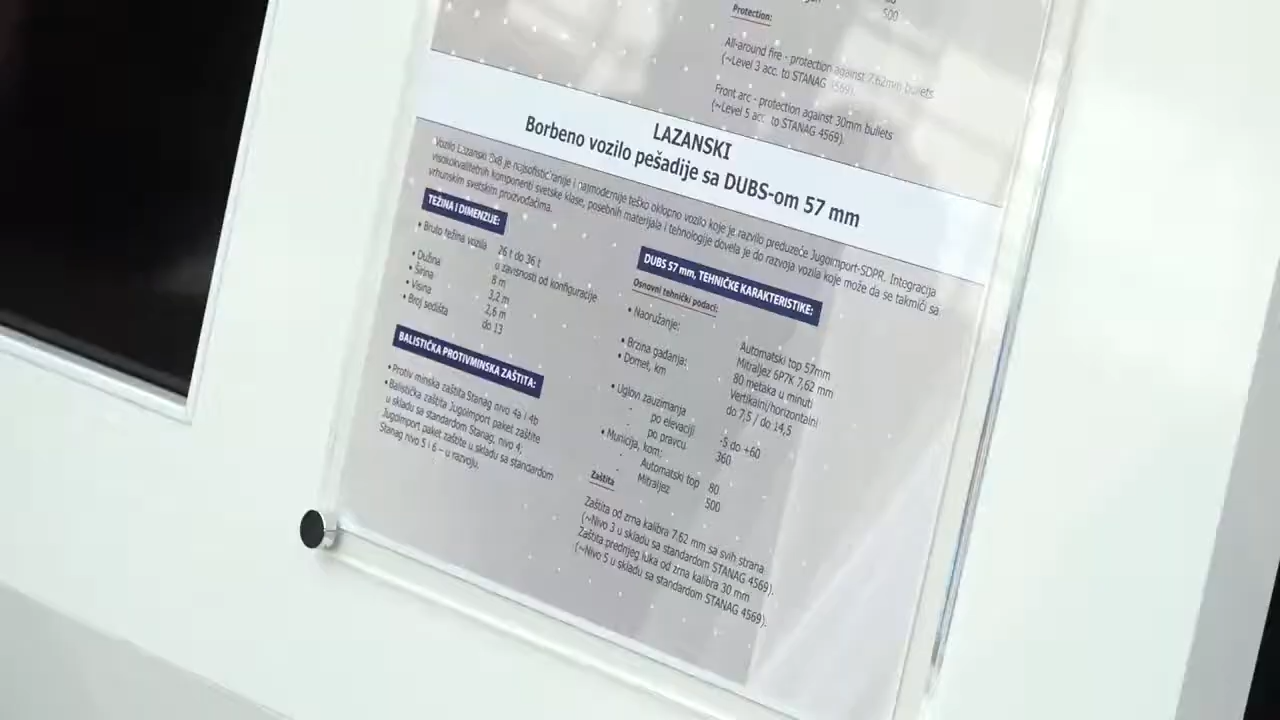 500
Protection:
All-around fire - protection against 7.62mm bullets
(~Level 3 acc. to STANAG 4569).
Front arc - protection against 30mm bullets
(~Level 5 acc. to STANAG 4569).
LAZANSKI
Borbeno vozilo pešadije sa DUBS-om 57 mm
Vozilo Lazanski 8x8 je najsofisticiranije i najmodernije teško oklopno vozilo koje je razvilo preduzeće Jugoimport-SDPR. Integracija
visokokvalitetnih komponenti svetske klase, posebnih materijala i tehnologije dovela je do razvoja vozila koje može da se takmiči sa
vrhunskim svetskim proizvođačima.
TEŽINA I DIMENZIJE:
• Bruto težina vozila 26 t do 36 t
u zavisnosti od konfiguracije
• Dužina 8 m
• Širina 3,2 m
• Visina 2,6 m
• Broj sedišta do 13
BALISTIČKA PROTIVMINSKA ZAŠTITA:
• Protiv minska zaštita Stanag nivo 4a i 4b
• Balistička zaštita Jugoimport paket zaštite
u skladu sa standardom Stanag, nivo 4;
Jugoimport paket zaštite u skladu sa standardom
Stanag nivo 5 i 6 – u razvoju.
DUBS 57 mm, TEHNIČKE KARAKTERISTIKE:
Osnovni tehnički podaci:
• Naoružanje: Automatski top 57mm
Mitraljez 6P7K 7,62 mm
• Brzina gađanja: 80 metaka u minuti
• Domet, km Vertikalni/horizontalni
do 7,5 / do 14,5
• Uglovi zauzimanja
- po elevaciji -5 do +60
- po pravcu 360
• Municija, kom:
- Automatski top 80
- Mitraljez 500
Zaštita
Zaštita od zrna kalibra 7.62 mm sa svih strana
(~Nivo 3 u skladu sa standardom STANAG 4569).
Zaštita prednjeg luka od zrna kalibra 30 mm
(~Nivo 5 u skladu sa standardom STANAG 4569).